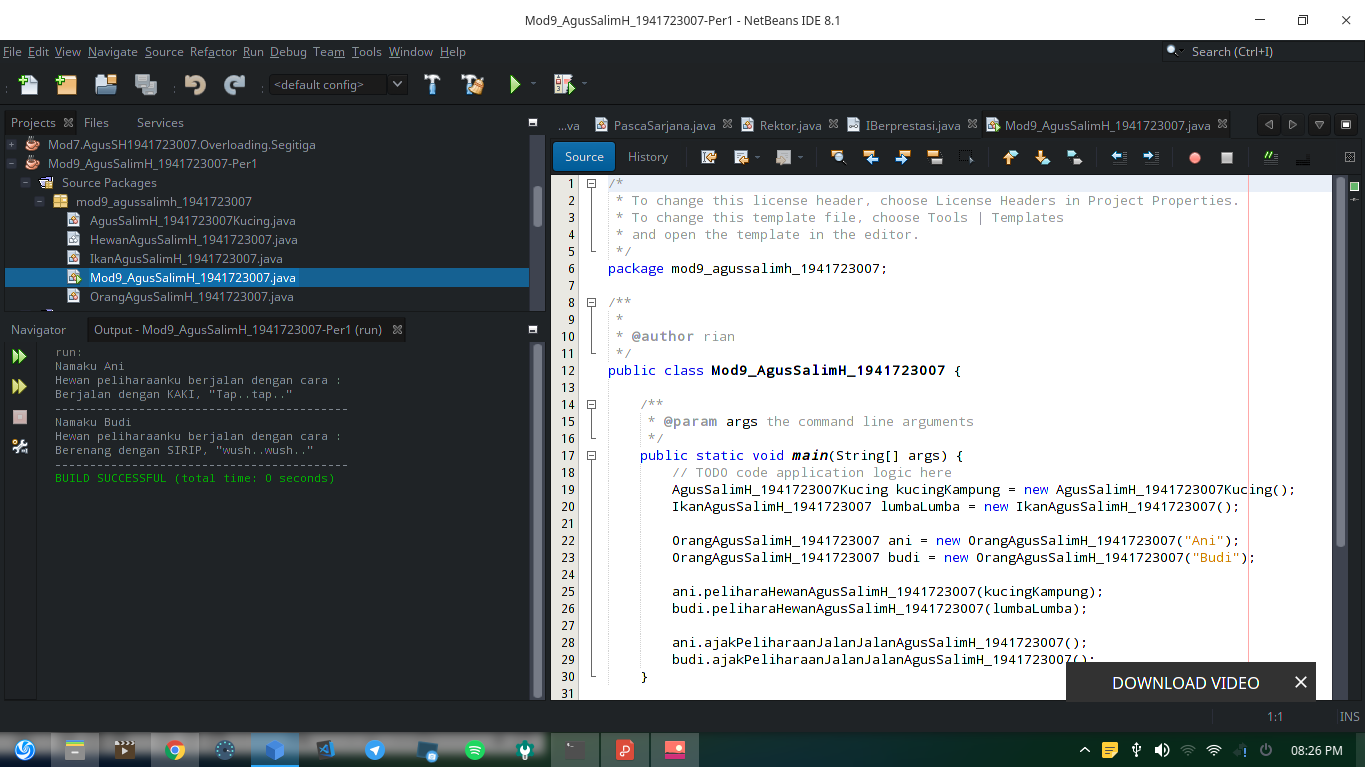 Mod9_AgusSalimH_1941723007-Per1 - NetBeans IDE 8.1
File Edit View Navigate Source Refactor Run Debug Team Tools Window Help
Search (Ctrl+I)
<default config>
Projects Files Services
Mod7.AgusSH1941723007.Overloading.Segitiga
Mod9_AgusSalimH_1941723007-Per1
Source Packages
mod9_agussalimh_1941723007
AgusSalimH_1941723007Kucing.java
HewanAgusSalimH_1941723007.java
IkanAgusSalimH_1941723007.java
Mod9_AgusSalimH_1941723007.java
OrangAgusSalimH_1941723007.java
Navigator Output - Mod9_AgusSalimH_1941723007-Per1 (run)
run:
Namaku Ani
Hewan peliharaanku berjalan dengan cara :
Berjalan dengan KAKI, "Tap..tap.."
------------------------------------------
Namaku Budi
Hewan peliharaanku berjalan dengan cara :
Berenang dengan SIRIP, "wush..wush.."
------------------------------------------
BUILD SUCCESSFUL (total time: 0 seconds)
...va PascaSarjana.java Rektor.java IBerprestasi.java Mod9_AgusSalimH_1941723007.java
Source History
1 /*
2 * To change this license header, choose License Headers in Project Properties.
3 * To change this template file, choose Tools | Templates
4 * and open the template in the editor.
5 */
6 package mod9_agussalimh_1941723007;
7
8 /**
9 *
10 * @author rian
11 */
12 public class Mod9_AgusSalimH_1941723007 {
13
14 /**
15 * @param args the command line arguments
16 */
17 public static void main(String[] args) {
18 // TODO code application logic here
19 AgusSalimH_1941723007Kucing kucingKampung = new AgusSalimH_1941723007Kucing();
20 IkanAgusSalimH_1941723007 lumbaLumba = new IkanAgusSalimH_1941723007();
21
22 OrangAgusSalimH_1941723007 ani = new OrangAgusSalimH_1941723007("Ani");
23 OrangAgusSalimH_1941723007 budi = new OrangAgusSalimH_1941723007("Budi");
24
25 ani.peliharaHewanAgusSalimH_1941723007(kucingKampung);
26 budi.peliharaHewanAgusSalimH_1941723007(lumbaLumba);
27
28 ani.ajakPeliharaanJalanJalanAgusSalimH_1941723007();
29 budi.ajakPeliharaanJalanJalanAgusSalimH_1941723007();
30 }
31
DOWNLOAD VIDEO
1:1 INS
08:26 PM